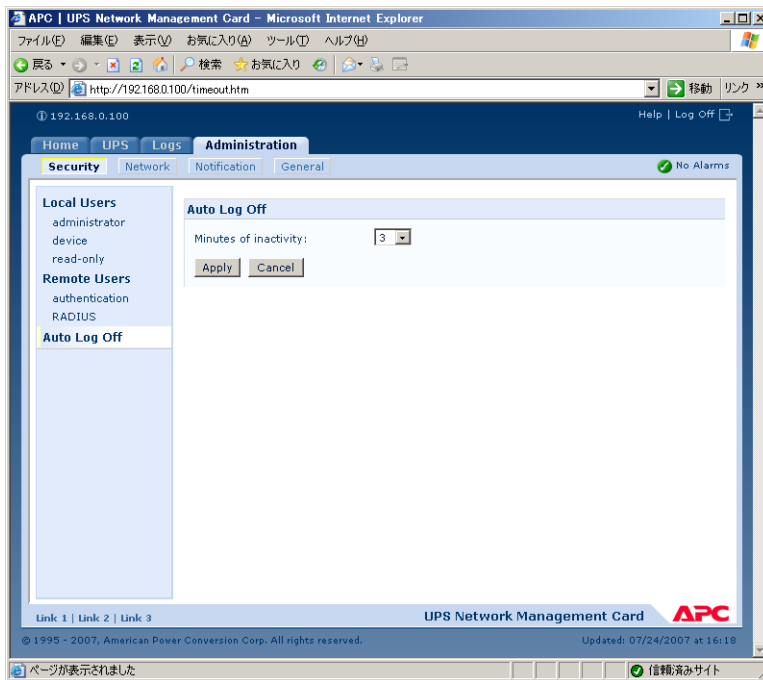 APC | UPS Network Management Card - Microsoft Internet Explorer
ファイル(F) 編集(E) 表示(V) お気に入り(A) ツール(T) ヘルプ(H)
戻る 検索 お気に入り
アドレス(D) http://192.168.0.100/timeout.htm 移動 リンク »
192.168.0.100 Help | Log Off
Home UPS Logs Administration
Security Network Notification General No Alarms
Local Users
administrator
device
read-only
Remote Users
authentication
RADIUS
Auto Log Off
Auto Log Off
Minutes of inactivity: 3
Apply Cancel
Link 1 | Link 2 | Link 3 UPS Network Management Card APC
© 1995 - 2007, American Power Conversion Corp. All rights reserved. Updated: 07/24/2007 at 16:18
ページが表示されました 信頼済みサイト